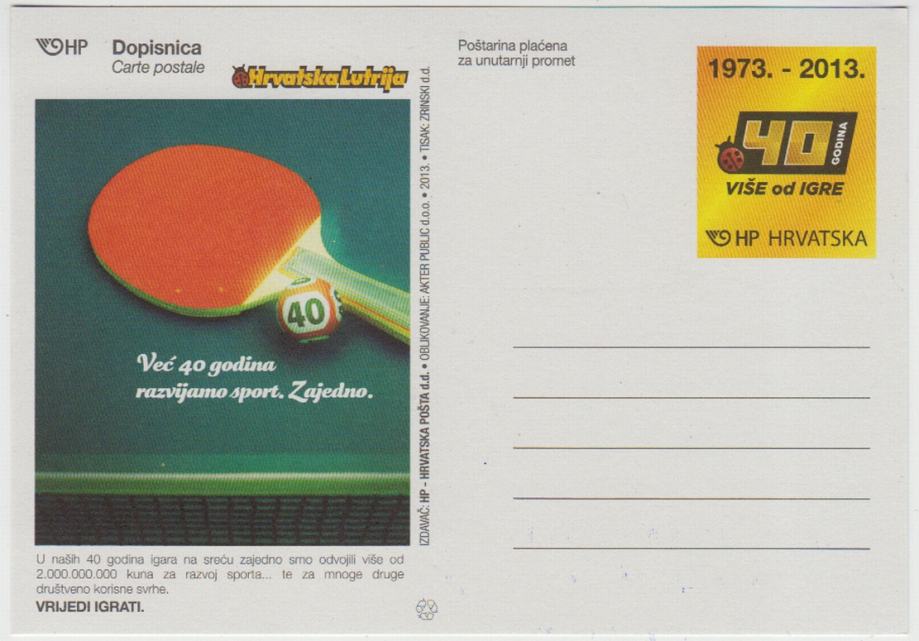 HP
Dopisnica
Carte postale
Hrvatska Lutrija
40
Već 40 godina
razvijamo sport. Zajedno.
U naših 40 godina igara na sreću zajedno smo odvojili više od
2.000.000.000 kuna za razvoj sporta... te za mnoge druge
društveno korisne svrhe.
VRIJEDI IGRATI.
IZDAVAČ: HP - HRVATSKA POŠTA d.d. • OBLIKOVANJE: AKTER PUBLIC d.o.o. • 2013. • TISAK: ZRINSKI d.d.
Poštarina plaćena
za unutarnji promet
1973. - 2013.
40 GODINA
VIŠE od IGRE
HP HRVATSKA